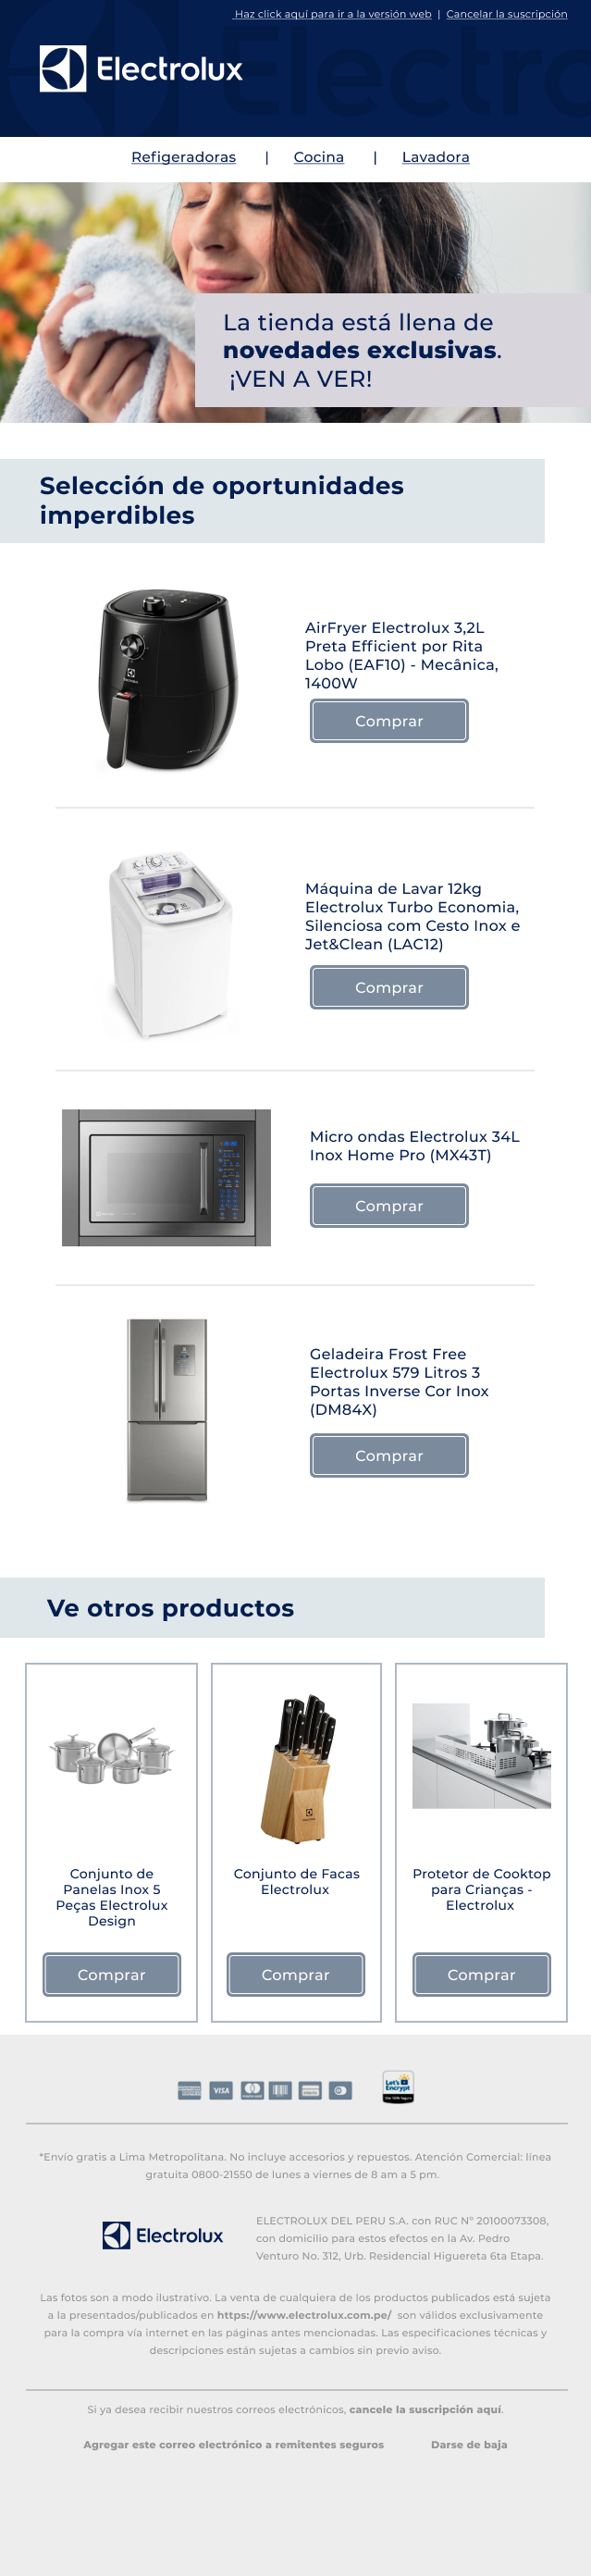 Haz click aquí para ir a la versión web | Cancelar la suscripción
Electrolux
Refigeradoras | Cocina | Lavadora
La tienda está llena de
novedades exclusivas.
¡VEN A VER!
Selección de oportunidades
imperdibles
AirFryer Electrolux 3,2L
Preta Efficient por Rita
Lobo (EAF10) - Mecânica,
1400W
Comprar
Máquina de Lavar 12kg
Electrolux Turbo Economia,
Silenciosa com Cesto Inox e
Jet&Clean (LAC12)
Comprar
Micro ondas Electrolux 34L
Inox Home Pro (MX43T)
Comprar
Geladeira Frost Free
Electrolux 579 Litros 3
Portas Inverse Cor Inox
(DM84X)
Comprar
Ve otros productos
Conjunto de
Panelas Inox 5
Peças Electrolux
Design
Comprar
Conjunto de Facas
Electrolux
Comprar
Protetor de Cooktop
para Crianças -
Electrolux
Comprar
VISA
Let's
Encrypt
*Envío gratis a Lima Metropolitana. No incluye accesorios y repuestos. Atención Comercial: línea
gratuita 0800-21550 de lunes a viernes de 8 am a 5 pm.
Electrolux
ELECTROLUX DEL PERU S.A. con RUC N° 20100073308,
con domicilio para estos efectos en la Av. Pedro
Venturo No. 312, Urb. Residencial Higuereta 6ta Etapa.
Las fotos son a modo ilustrativo. La venta de cualquiera de los productos publicados está sujeta
a la presentados/publicados en https://www.electrolux.com.pe/ son válidos exclusivamente
para la compra vía internet en las páginas antes mencionadas. Las especificaciones técnicas y
descripciones están sujetas a cambios sin previo aviso.
Si ya desea recibir nuestros correos electrónicos, cancele la suscripción aquí.
Agregar este correo electrónico a remitentes seguros Darse de baja